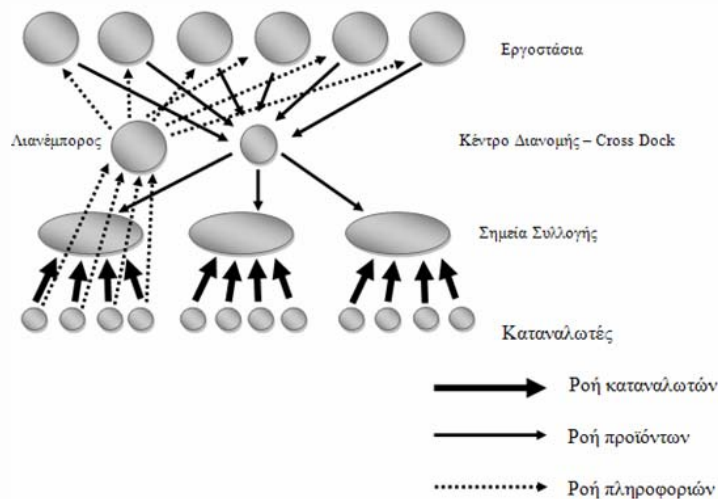 Εργοστάσια
Λιανέμπορος
Κέντρο Διανομής – Cross Dock
Σημεία Συλλογής
Καταναλωτές
Ροή καταναλωτών
Ροή προϊόντων
Ροή πληροφοριών